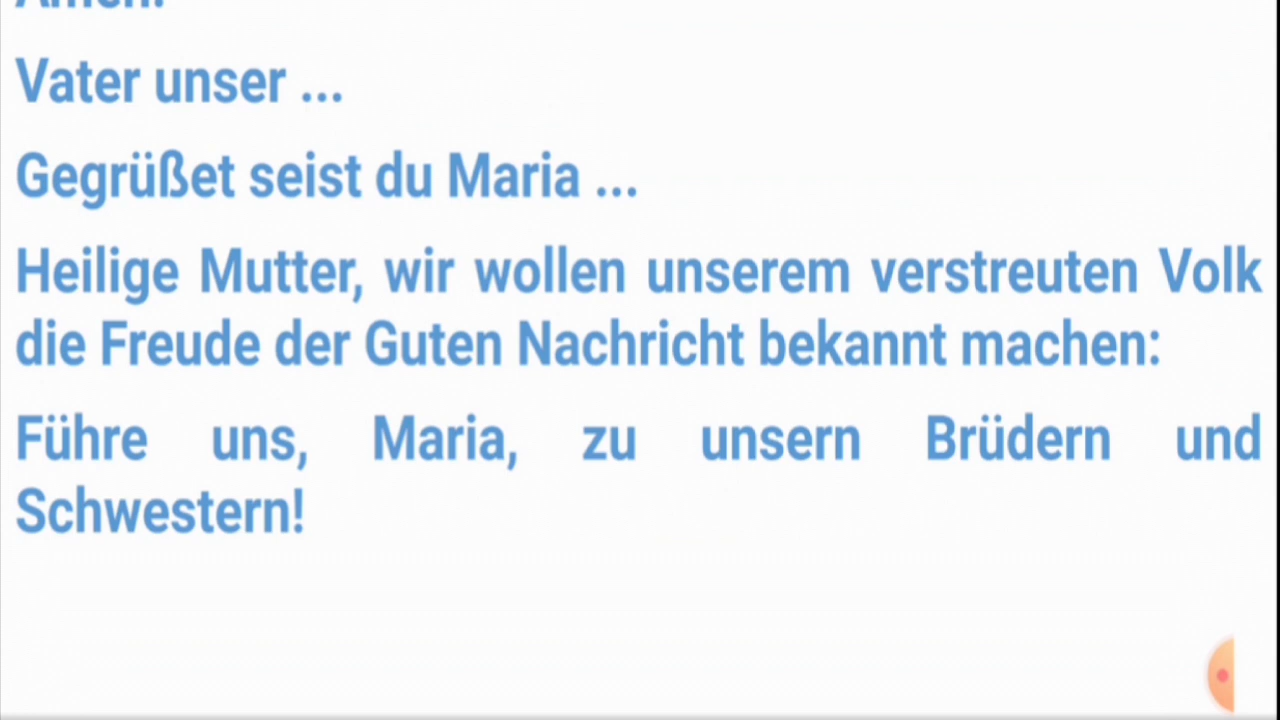 Amen.
Vater unser ...
Gegrüßet seist du Maria ...
Heilige Mutter, wir wollen unserem verstreuten Volk
die Freude der Guten Nachricht bekannt machen:
Führe uns, Maria, zu unsern Brüdern und
Schwestern!